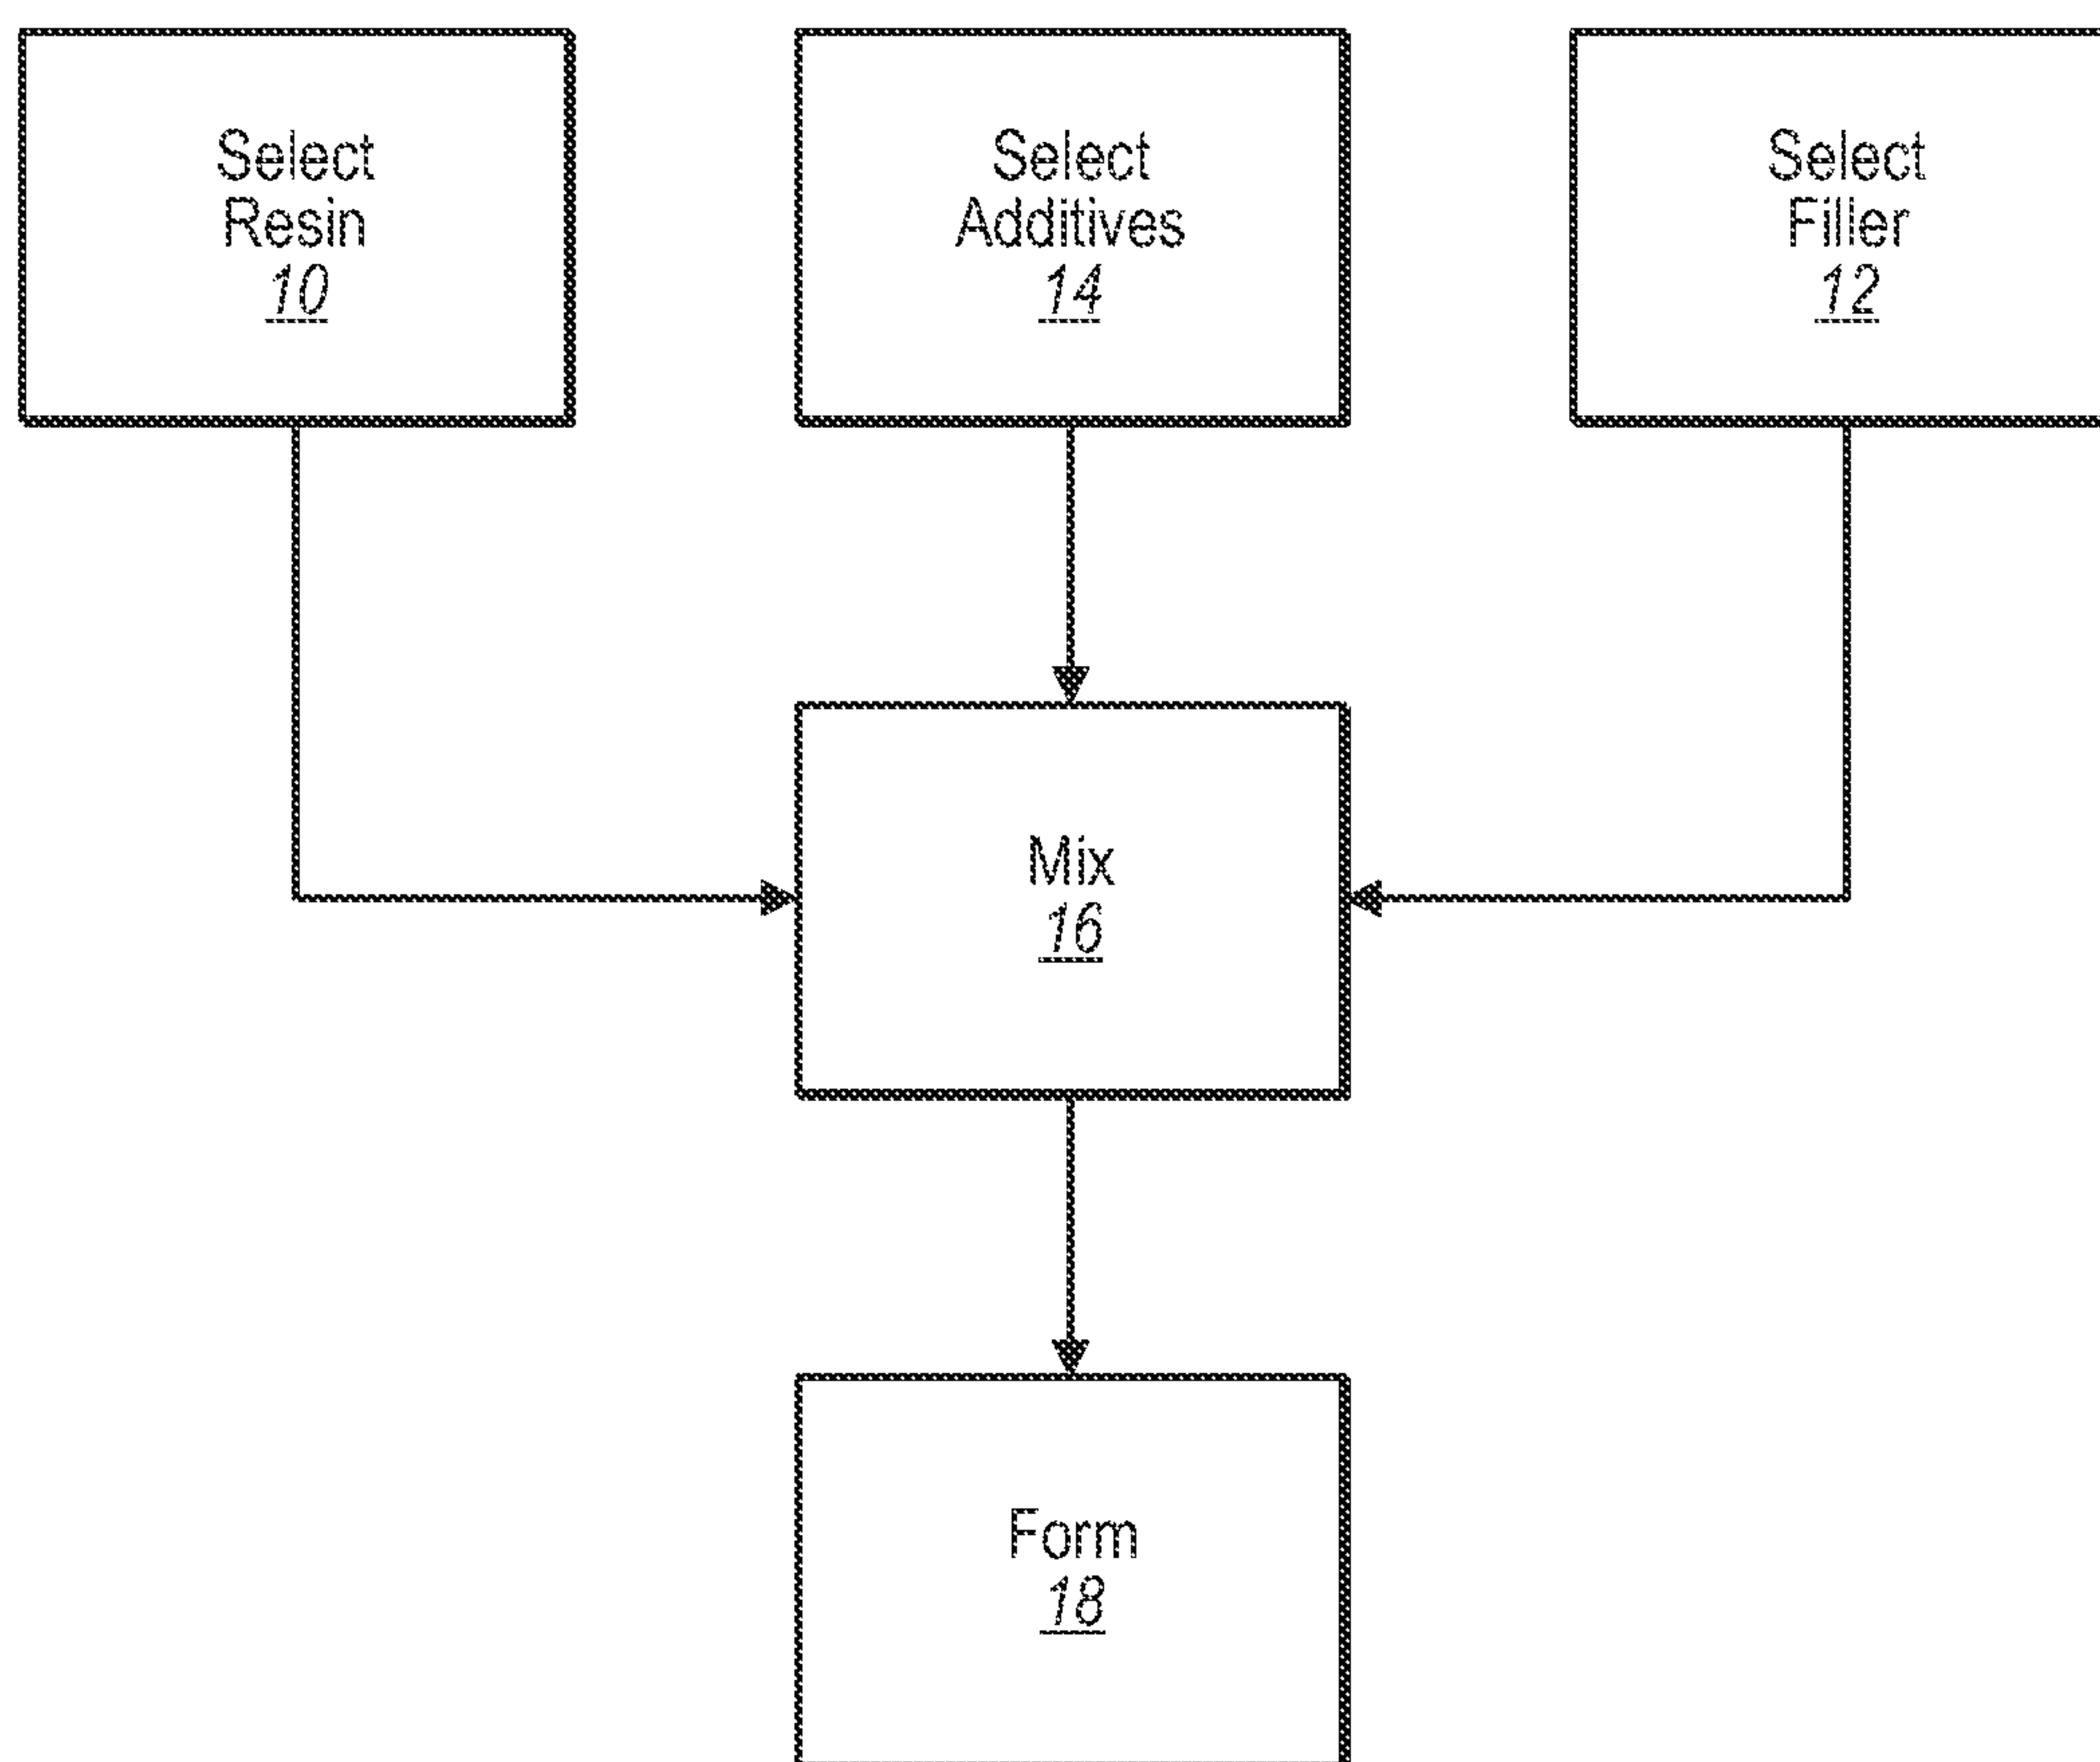 Select
Resin
10
Select
Additives
14
Select
Filler
12
Mix
16
Form
18